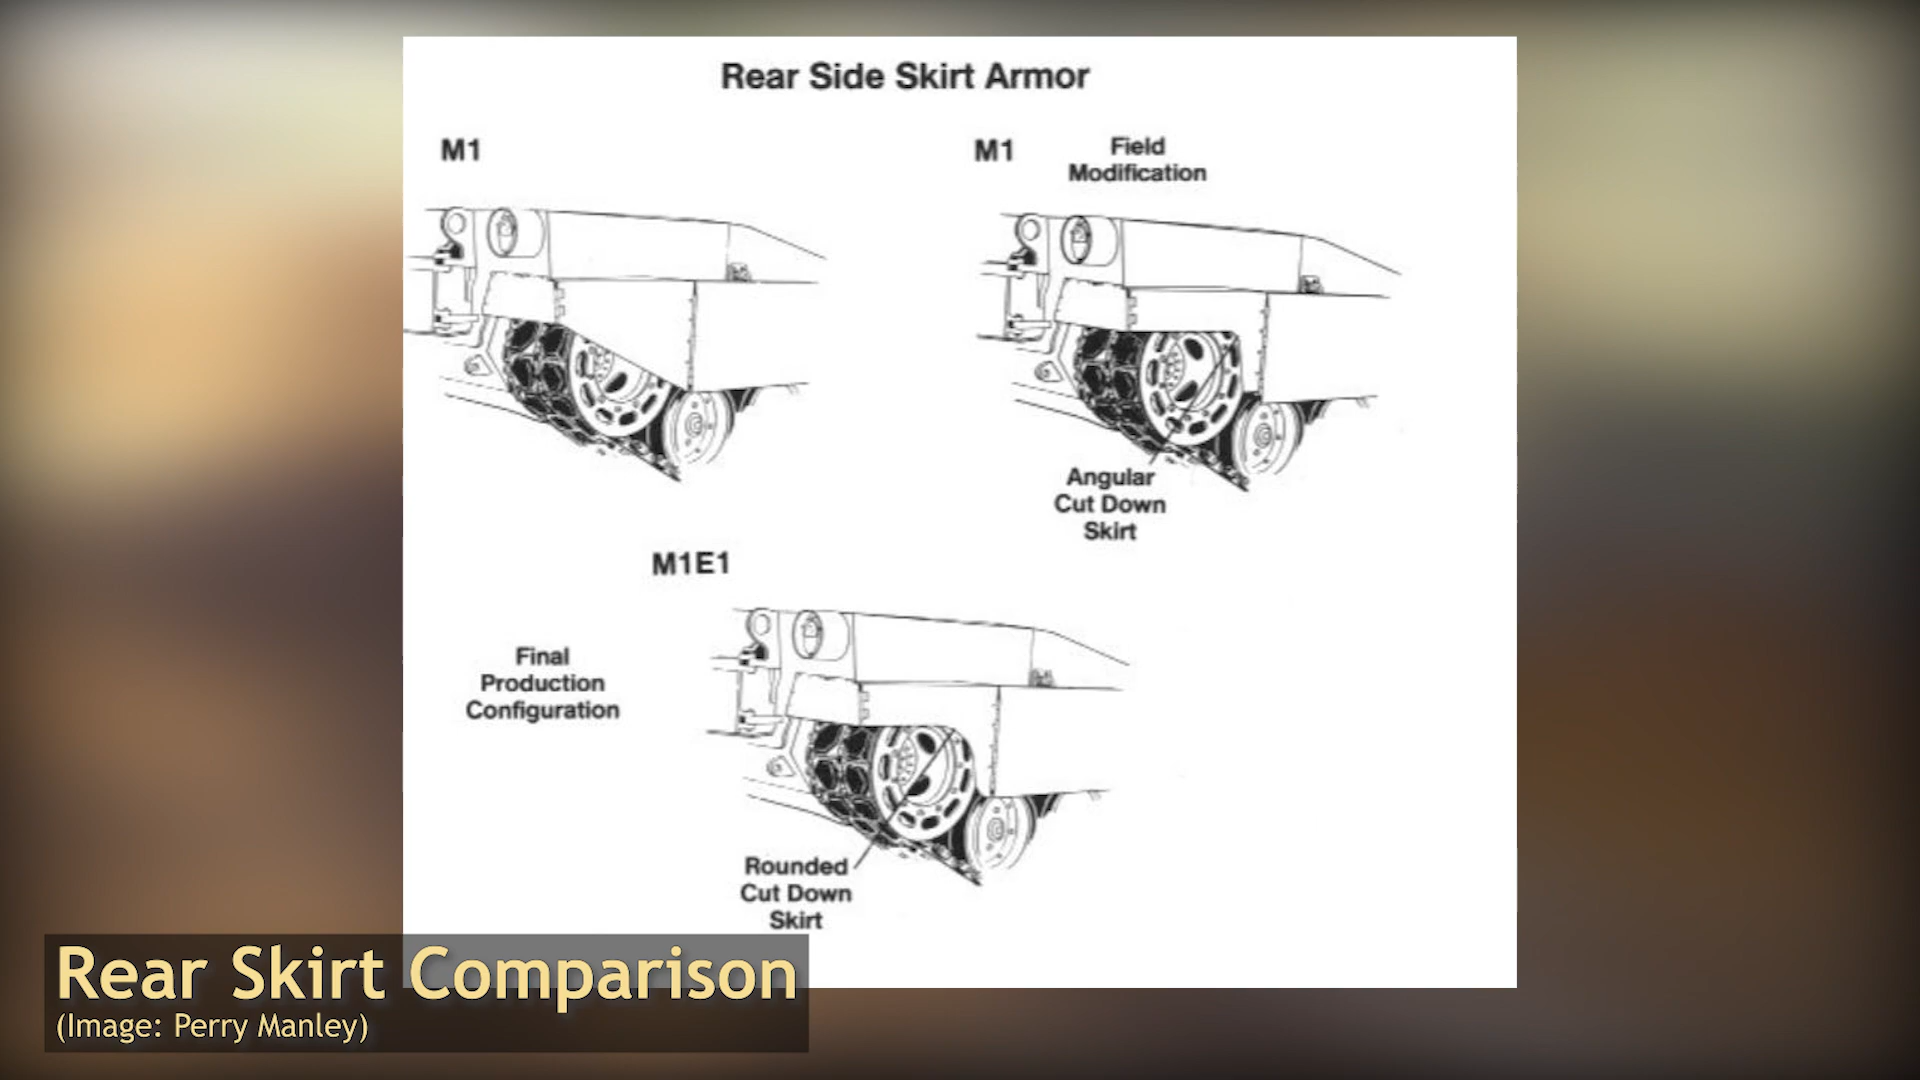 Rear Side Skirt Armor
M1
M1
Field
Modification
Angular
Cut Down
Skirt
M1E1
Final
Production
Configuration
Rounded
Cut Down
Skirt
Rear Skirt Comparison
(Image: Perry Manley)